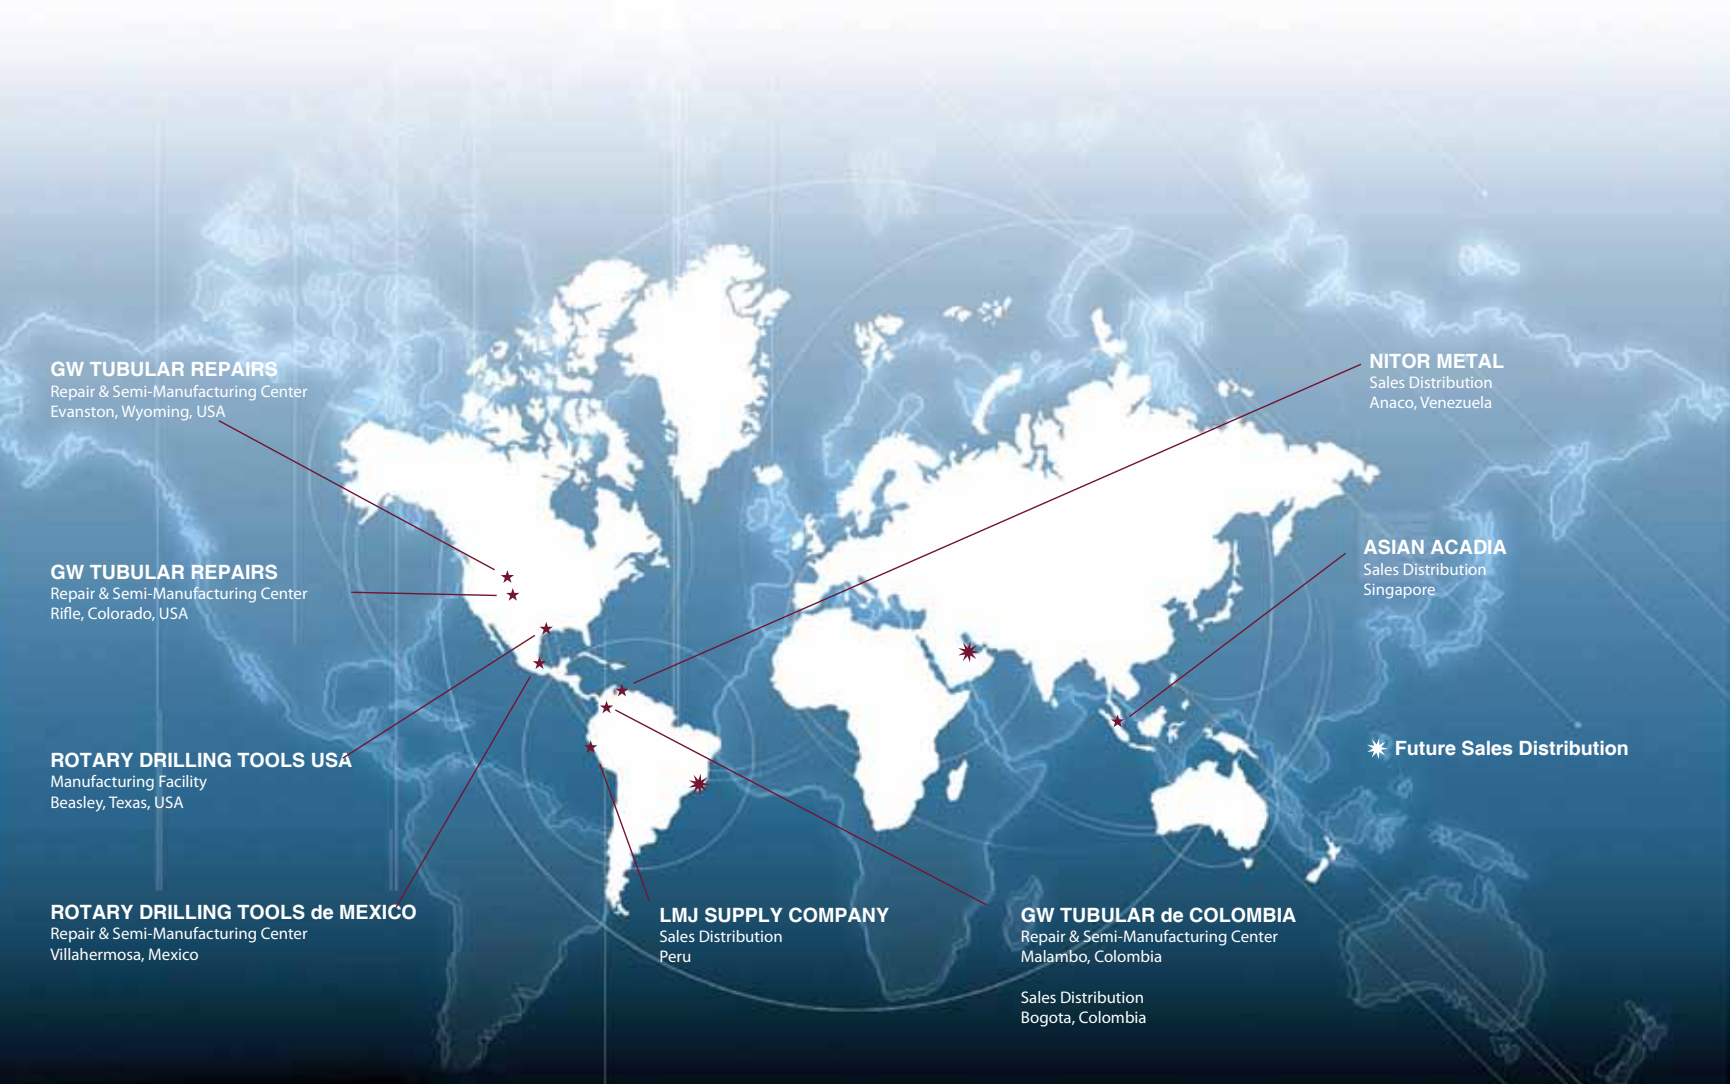 GW TUBULAR REPAIRS
Repair & Semi-Manufacturing Center
Evanston, Wyoming, USA
GW TUBULAR REPAIRS
Repair & Semi-Manufacturing Center
Rifle, Colorado, USA
ROTARY DRILLING TOOLS USA
Manufacturing Facility
Beasley, Texas, USA
ROTARY DRILLING TOOLS de MEXICO
Repair & Semi-Manufacturing Center
Villahermosa, Mexico
LMJ SUPPLY COMPANY
Sales Distribution
Peru
GW TUBULAR de COLOMBIA
Repair & Semi-Manufacturing Center
Malambo, Colombia
Sales Distribution
Bogota, Colombia
NITOR METAL
Sales Distribution
Anaco, Venezuela
ASIAN ACADIA
Sales Distribution
Singapore
Future Sales Distribution